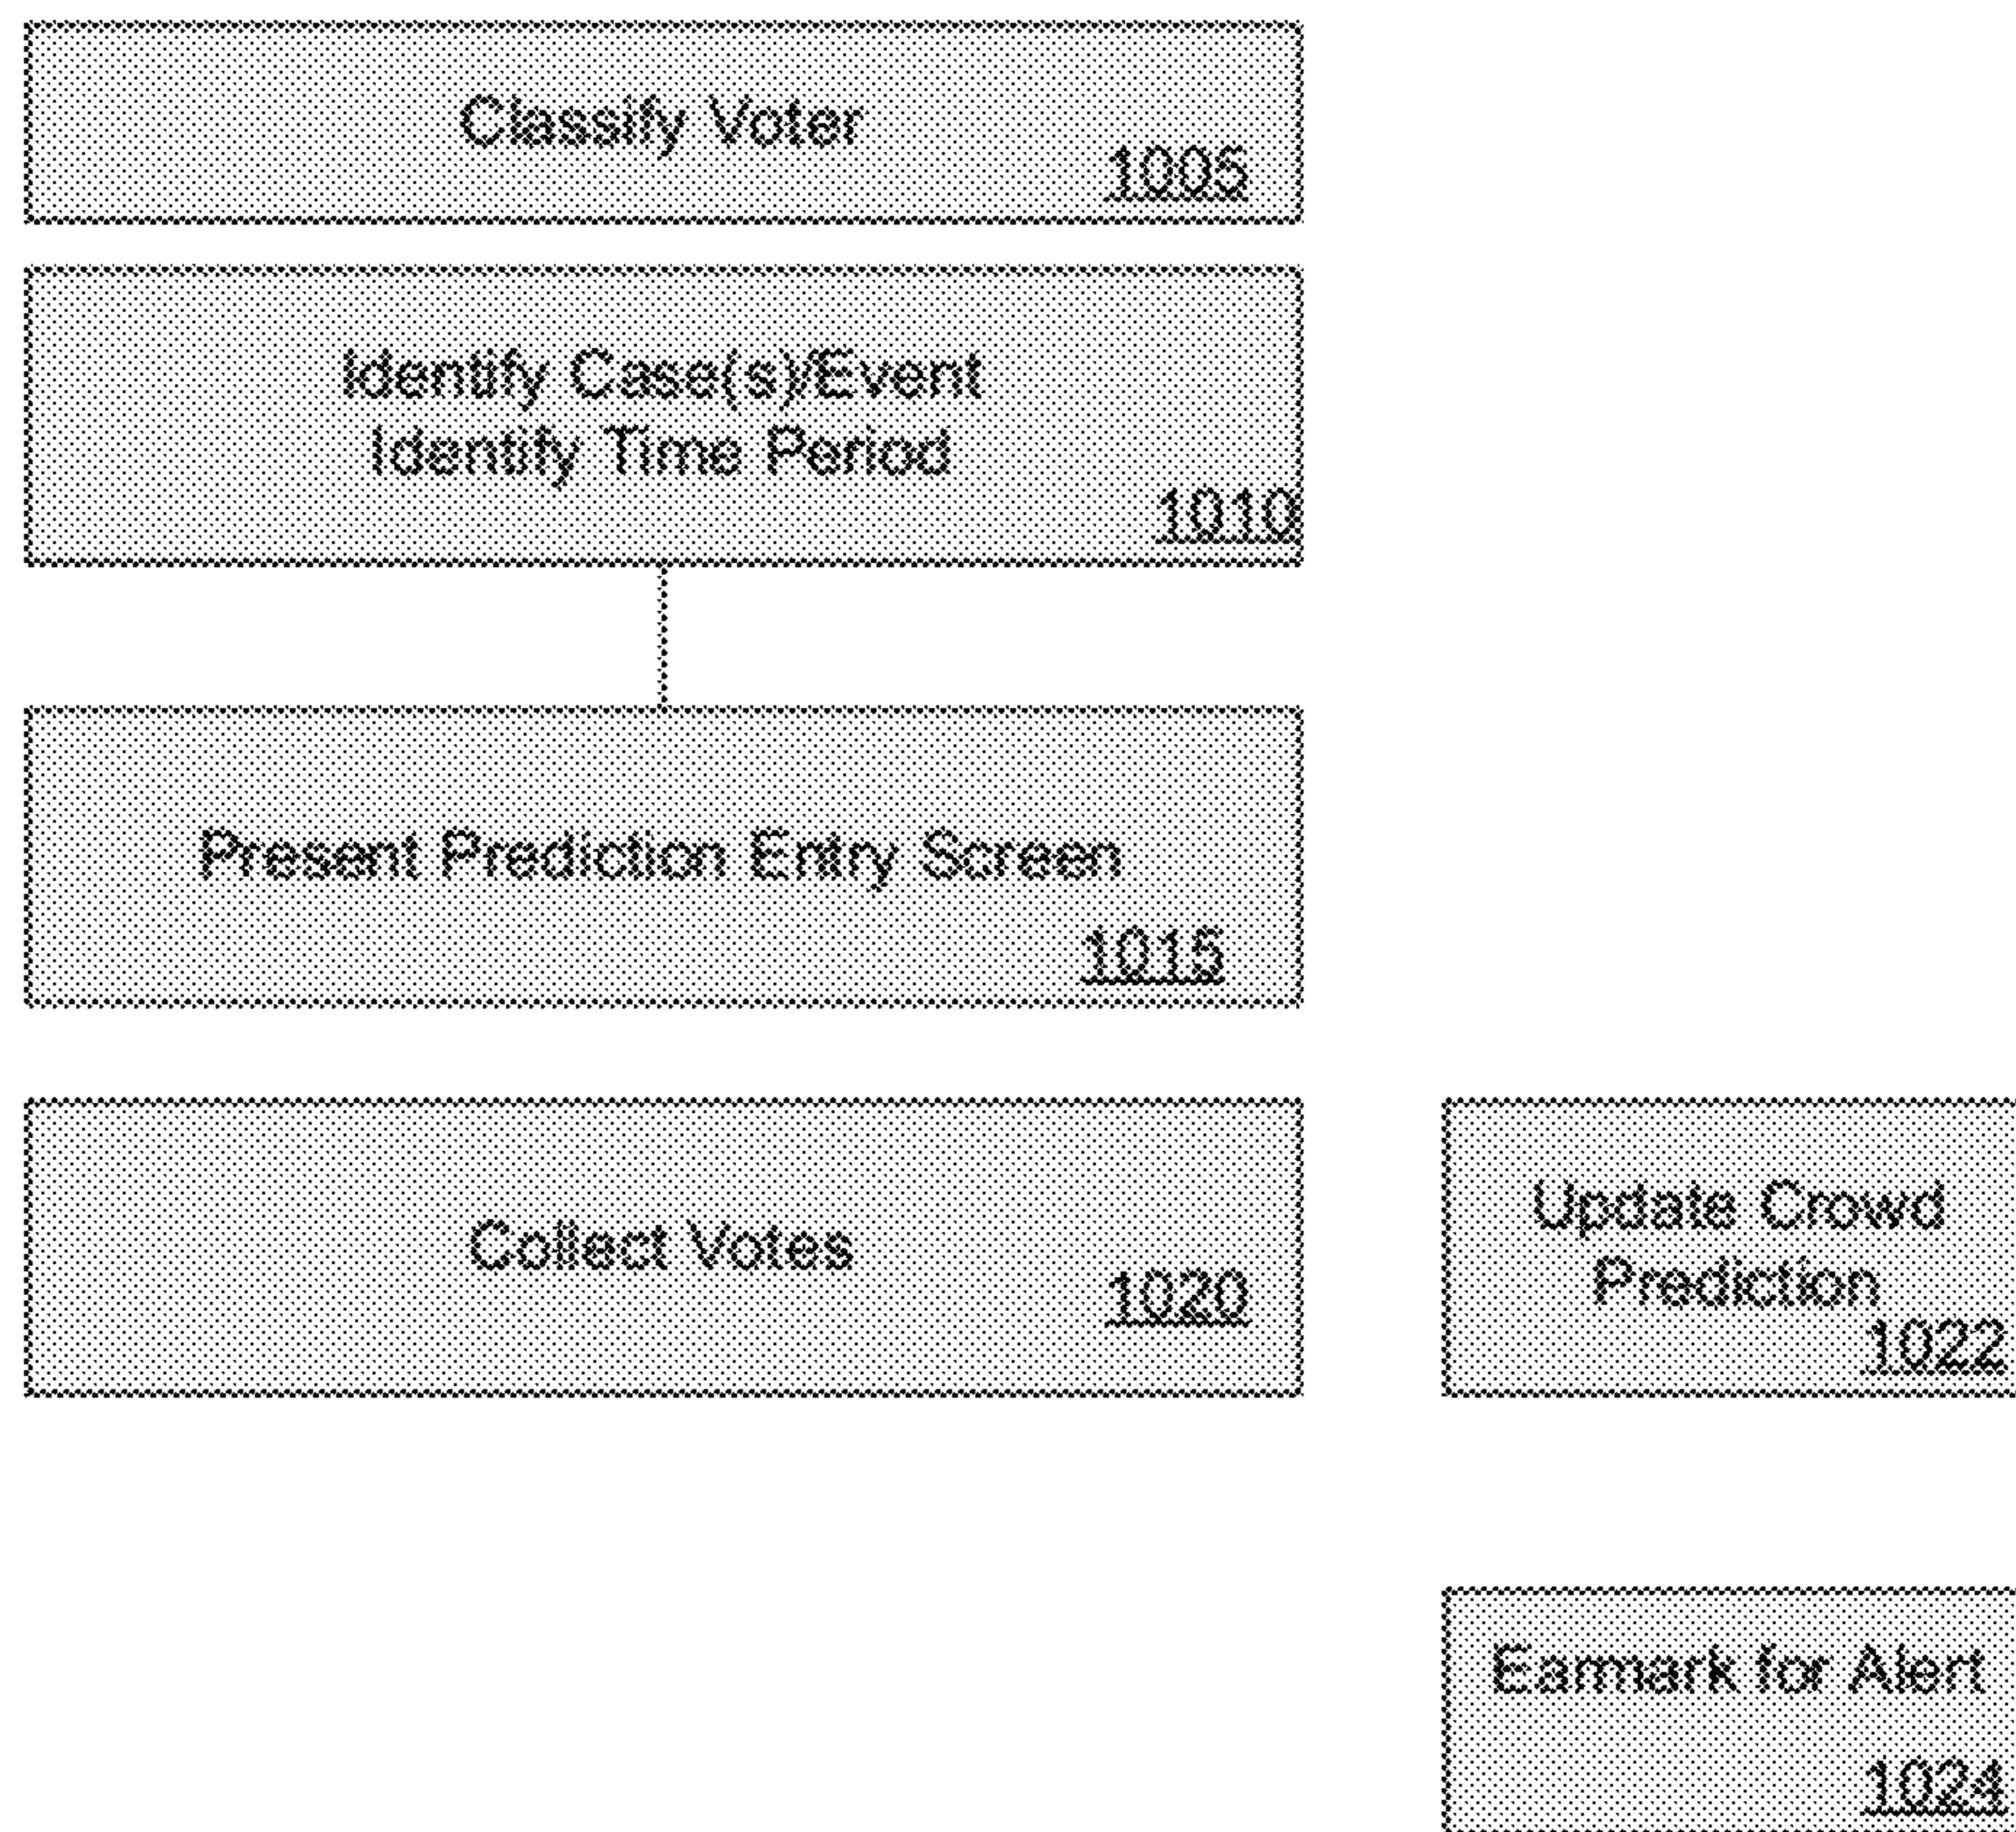 Classify Voter
1005
Identify Case(s)/Event
Identify Time Period
1010
Present Prediction Entry Screen
1015
Collect Votes
1020
Update Crowd
Prediction
1022
Earmark for Alert
1024